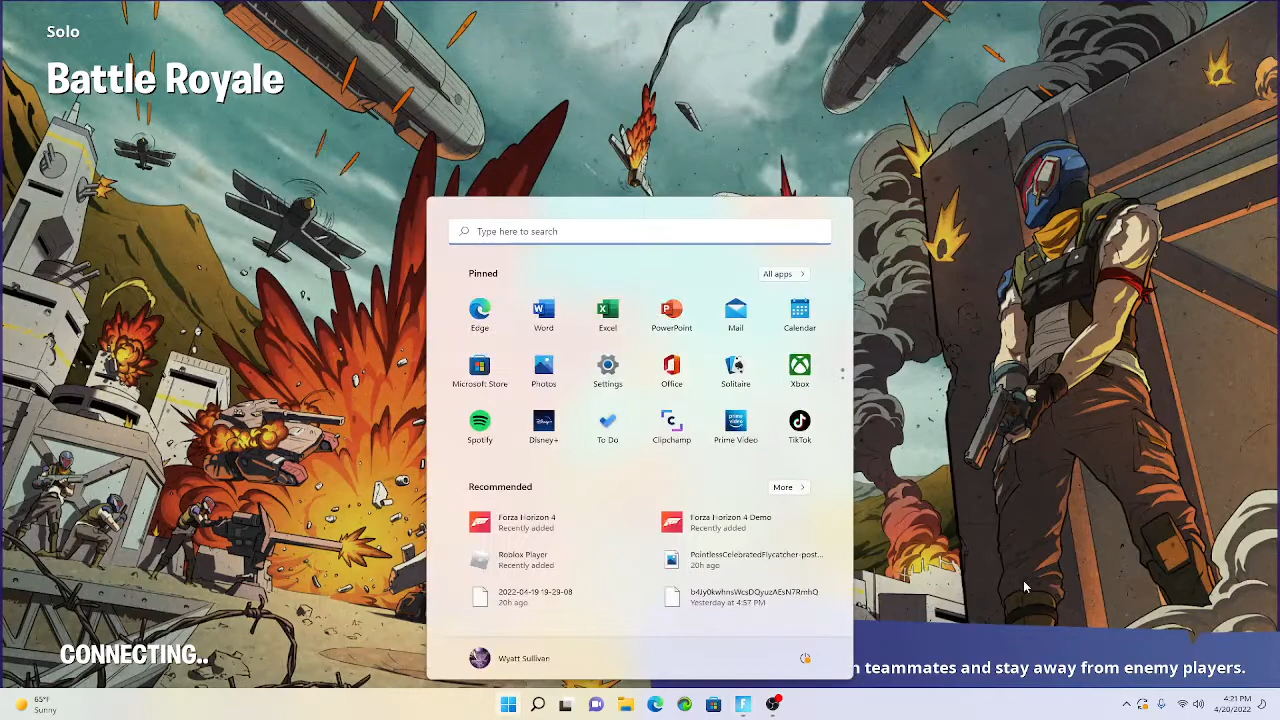 Solo
Battle Royale
Type here to search
Pinned
All apps
Edge
Word
Excel
PowerPoint
Mail
Calendar
Microsoft Store
Photos
Settings
Office
Solitaire
Xbox
Spotify
Disney+
To Do
Clipchamp
Prime Video
TikTok
Recommended
More
Forza Horizon 4
Recently added
Forza Horizon 4 Demo
Recently added
Roblox Player
Recently added
PointlessCelebratedFlycatcher-post...
20h ago
2022-04-19 19-29-08
20h ago
Yesterday at 4:57 PM
Wyatt Sullivan
CONNECTING..
teammates and stay away from enemy players.
65°F
Sunny
4:21 PM
4/20/2022